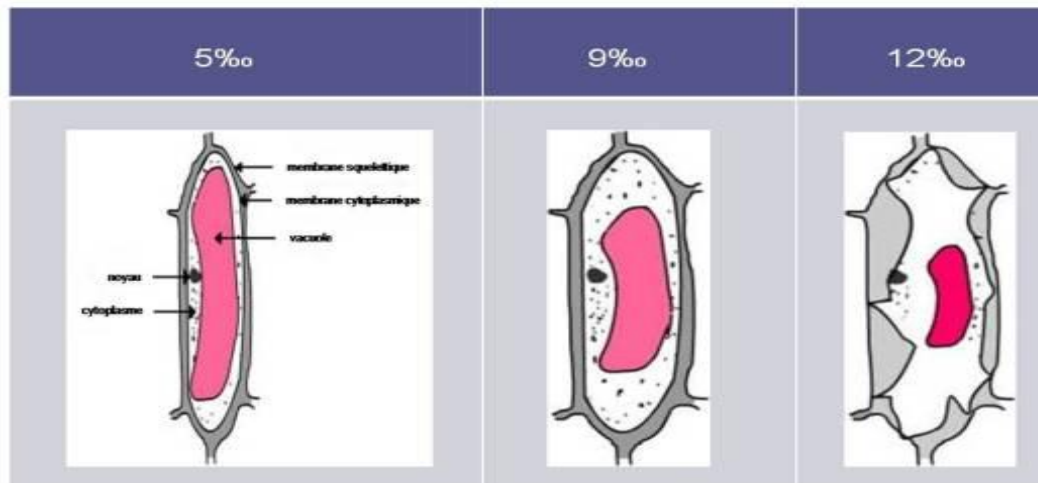 5‰
9‰
12‰
membrane squelettique
membrane cytoplasmique
vacuole
noyau
cytoplasme